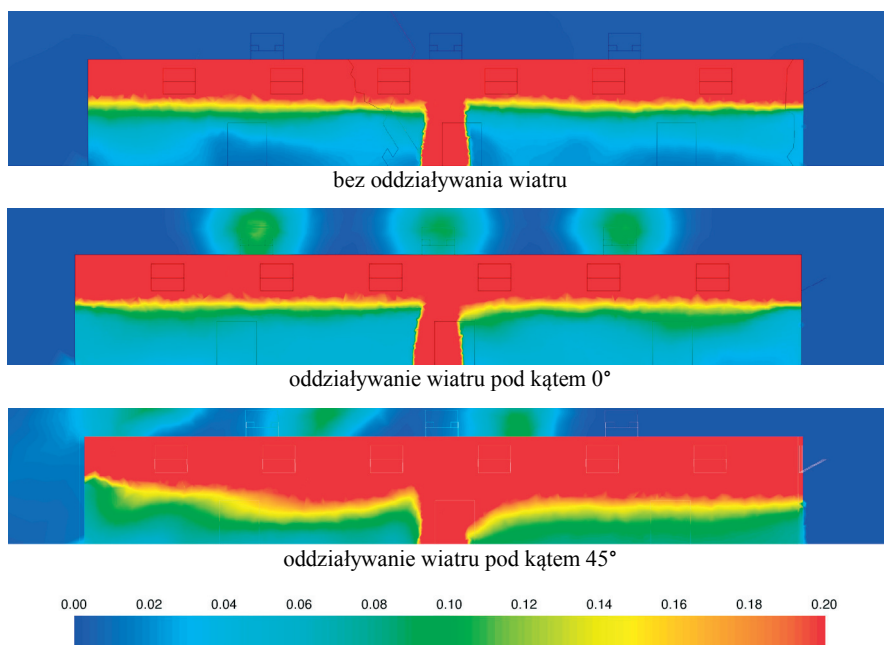 bez oddziaływania wiatru
oddziaływanie wiatru pod kątem 0°
oddziaływanie wiatru pod kątem 45°
0.00 0.02 0.04 0.06 0.08 0.10 0.12 0.14 0.16 0.18 0.20